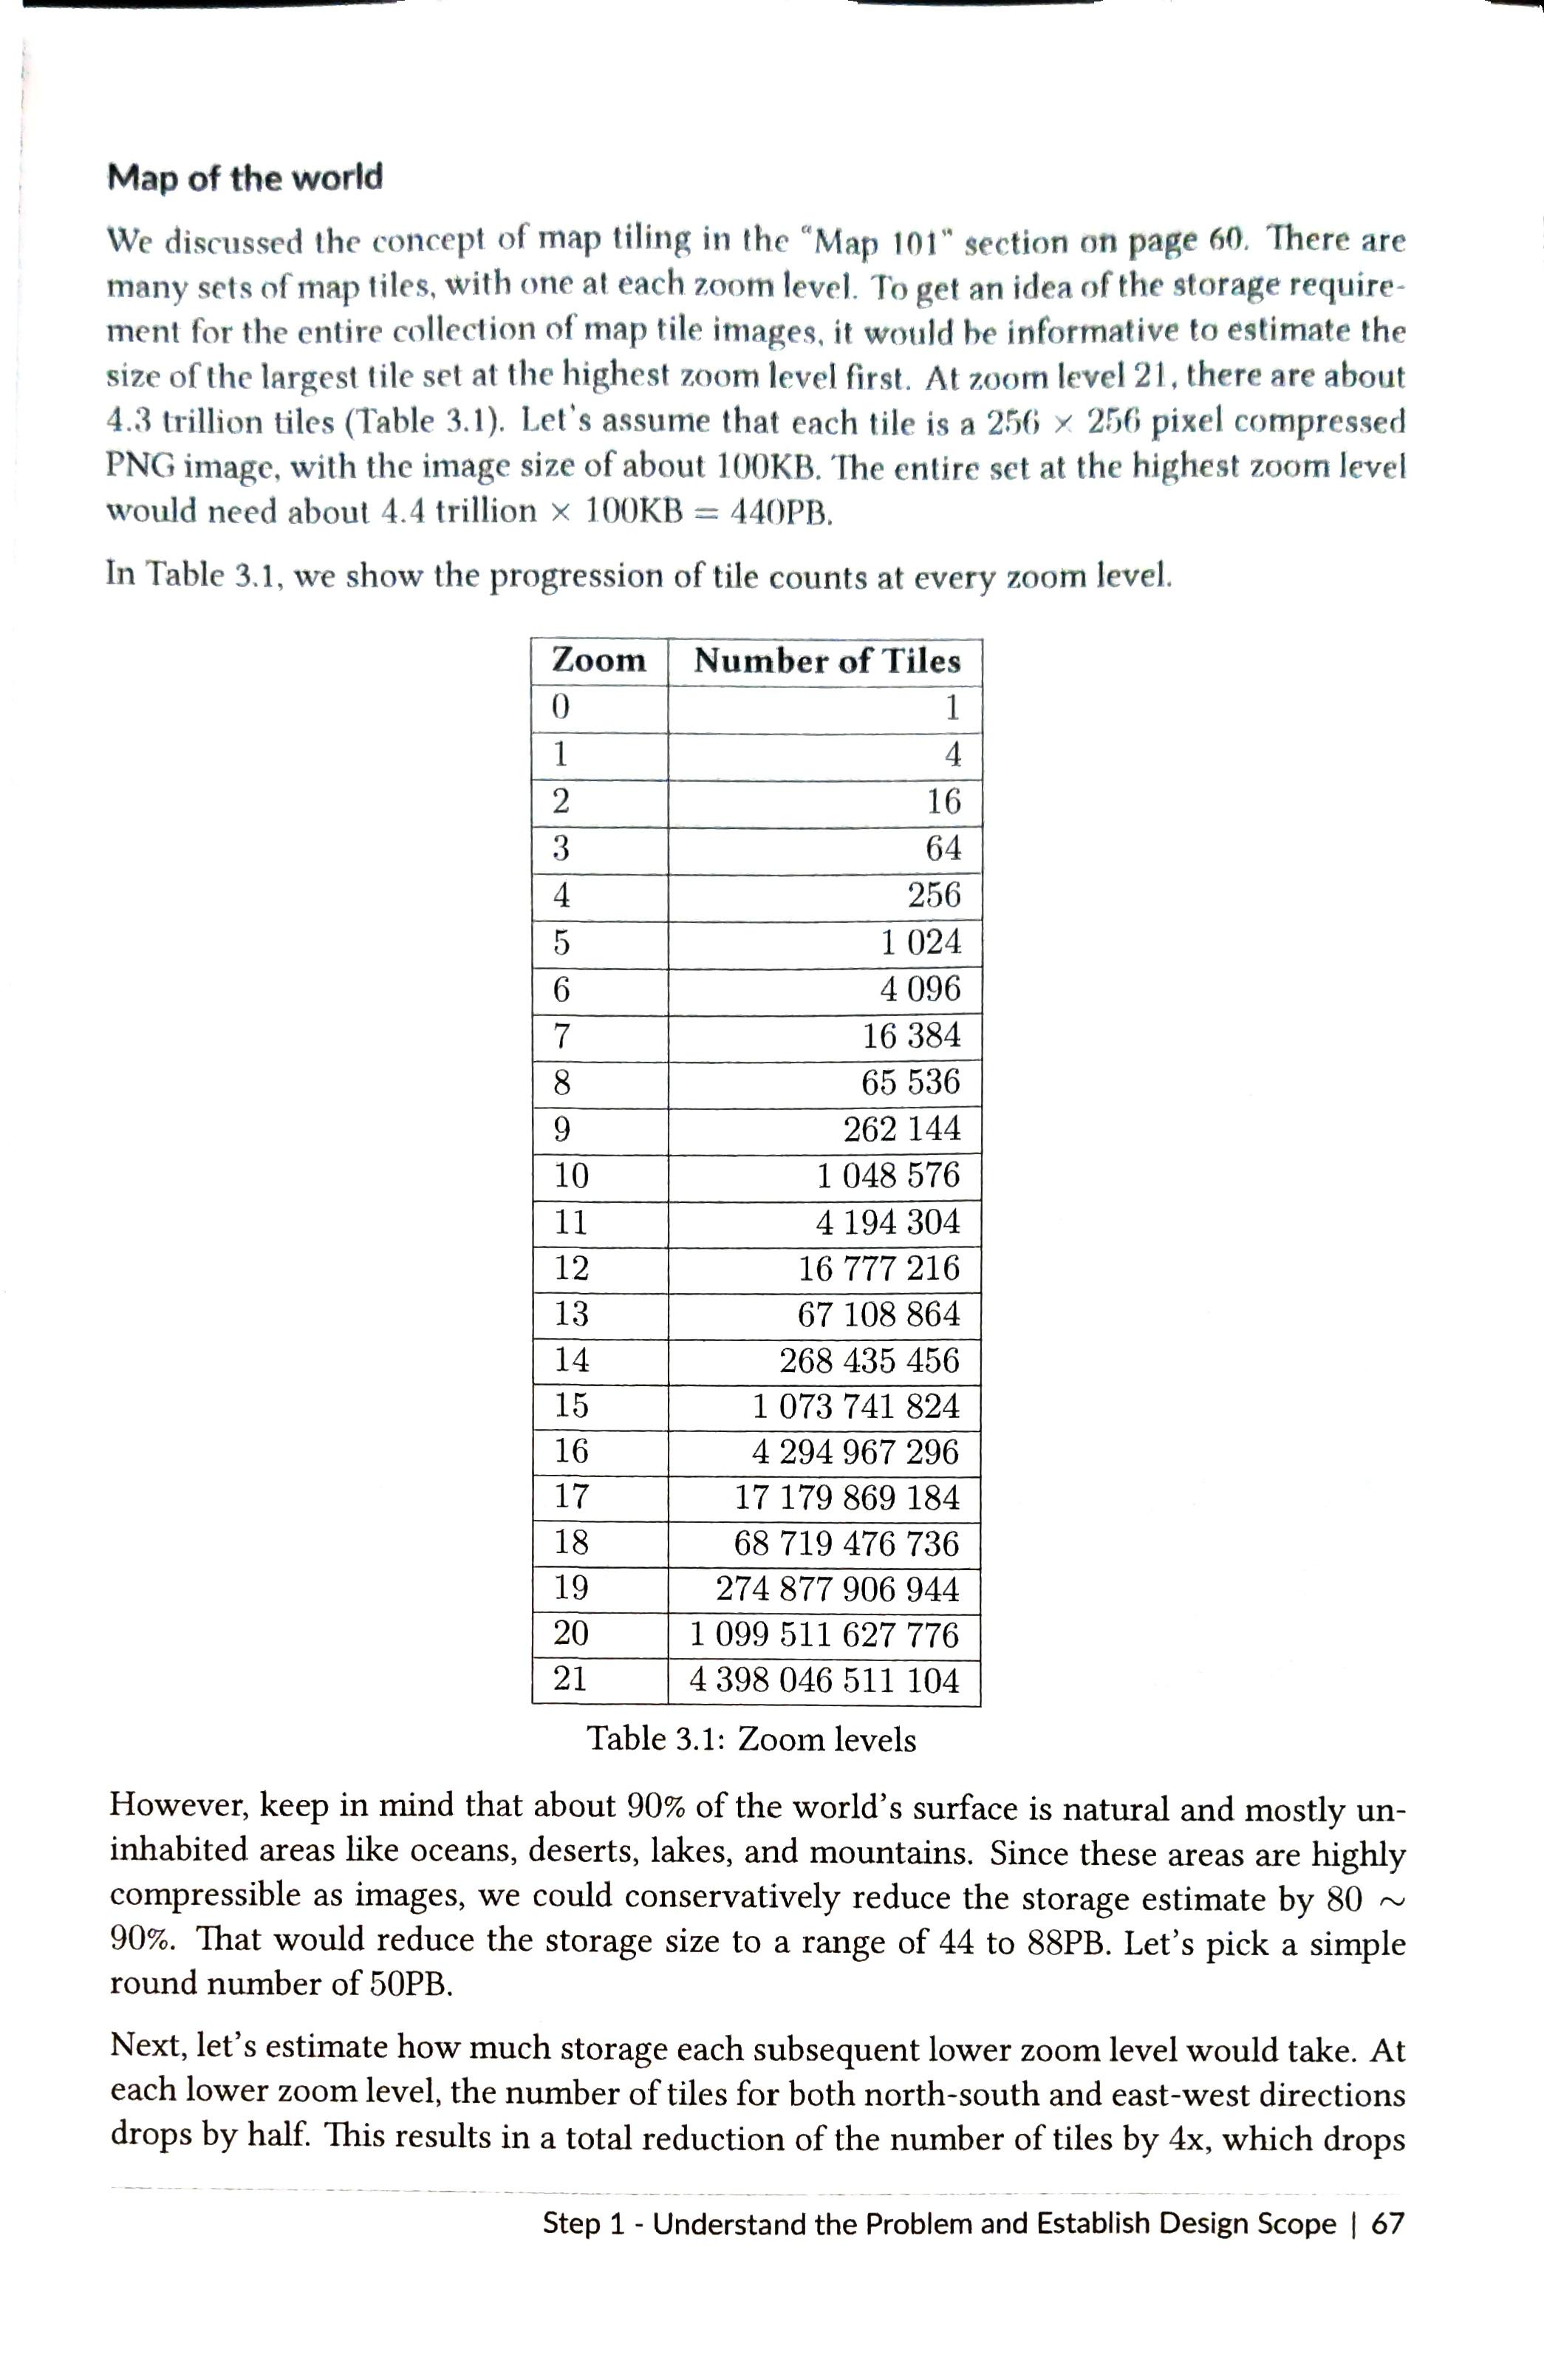 Map of the world
We discussed the concept of map tiling in the “Map 101“ section on page 60. There are
many sets of map tiles, with one at each zoom level. To get an idea of the storage require-
ment for the entire collection of map tile images, it would be informative to estimate the
size of the largest tile set at the highest zoom level first. At zoom level 21, there are about
4.3 trillion tiles (Table 3.1). Let's assume that each tile is a 256 × 256 pixel compressed
PNG image, with the image size of about 100KB. The entire set at the highest zoom level
would need about 4.4 trillion × 100KB = 440PB.
In Table 3.1, we show the progression of tile counts at every zoom level.
Zoom Number of Tiles
0 1
1 4
2 16
3 64
4 256
5 1 024
6 4 096
7 16 384
8 65 536
9 262 144
10 1 048 576
11 4 194 304
12 16 777 216
13 67 108 864
14 268 435 456
15 1 073 741 824
16 4 294 967 296
17 17 179 869 184
18 68 719 476 736
19 274 877 906 944
20 1 099 511 627 776
21 4 398 046 511 104
Table 3.1: Zoom levels
However, keep in mind that about 90% of the world’s surface is natural and mostly un-
inhabited areas like oceans, deserts, lakes, and mountains. Since these areas are highly
compressible as images, we could conservatively reduce the storage estimate by 80 ~
90%. That would reduce the storage size to a range of 44 to 88PB. Let’s pick a simple
round number of 50PB.
Next, let’s estimate how much storage each subsequent lower zoom level would take. At
each lower zoom level, the number of tiles for both north-south and east-west directions
drops by half. This results in a total reduction of the number of tiles by 4x, which drops
Step 1 - Understand the Problem and Establish Design Scope | 67